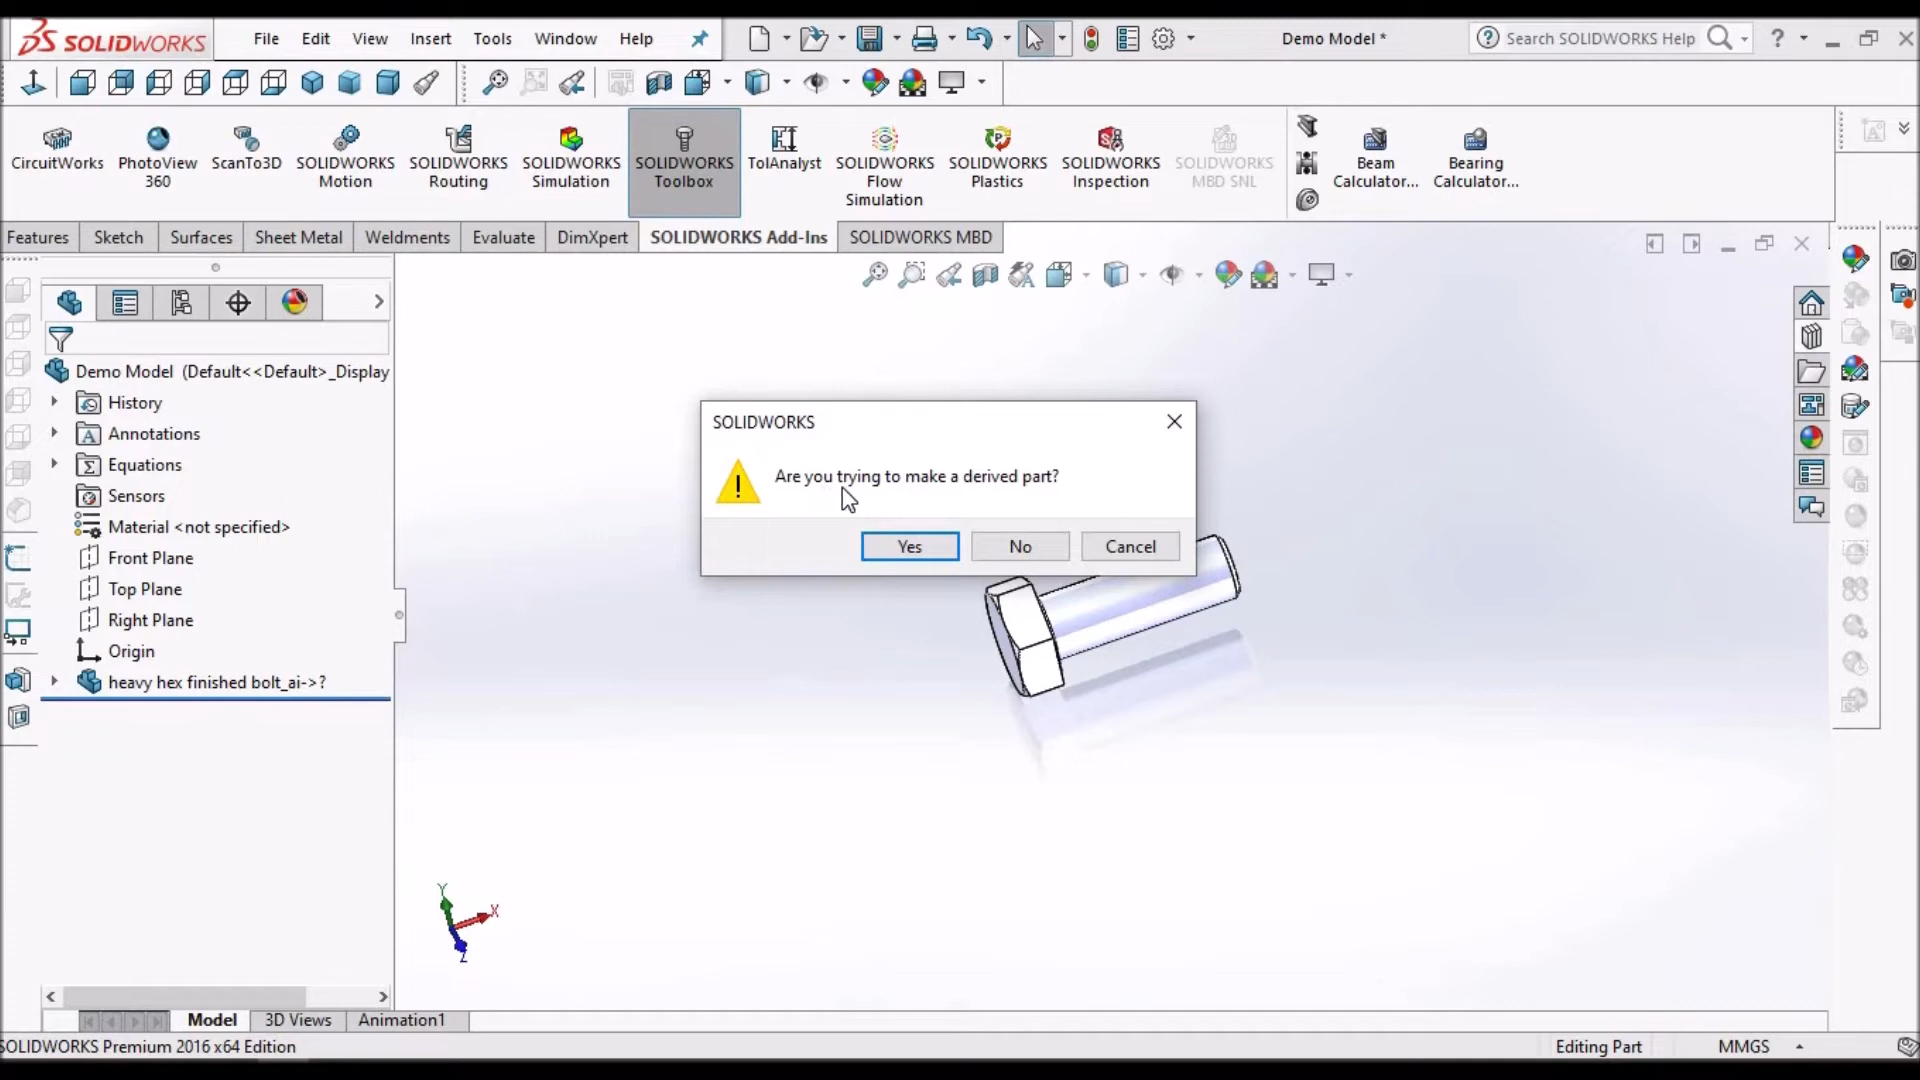 SOLIDWORKS File Edit View Insert Tools Window Help Demo Model * Search SOLIDWORKS Help ?
CircuitWorks
PhotoView
360
ScanTo3D
SOLIDWORKS
Motion
SOLIDWORKS
Routing
SOLIDWORKS
Simulation
SOLIDWORKS
Toolbox
TolAnalyst
SOLIDWORKS
Flow
Simulation
SOLIDWORKS
Plastics
SOLIDWORKS
Inspection
SOLIDWORKS
MBD SNL
Beam
Calculator...
Bearing
Calculator...
Features Sketch Surfaces Sheet Metal Weldments Evaluate DimXpert SOLIDWORKS Add-Ins SOLIDWORKS MBD
Demo Model (Default<<Default>_Display
History
Annotations
Equations
Sensors
Material <not specified>
Front Plane
Top Plane
Right Plane
Origin
heavy hex finished bolt_ai->?
SOLIDWORKS
Are you trying to make a derived part?
Yes No Cancel
Y
X
Z
Model 3D Views Animation1
SOLIDWORKS Premium 2016 x64 Edition Editing Part MMGS